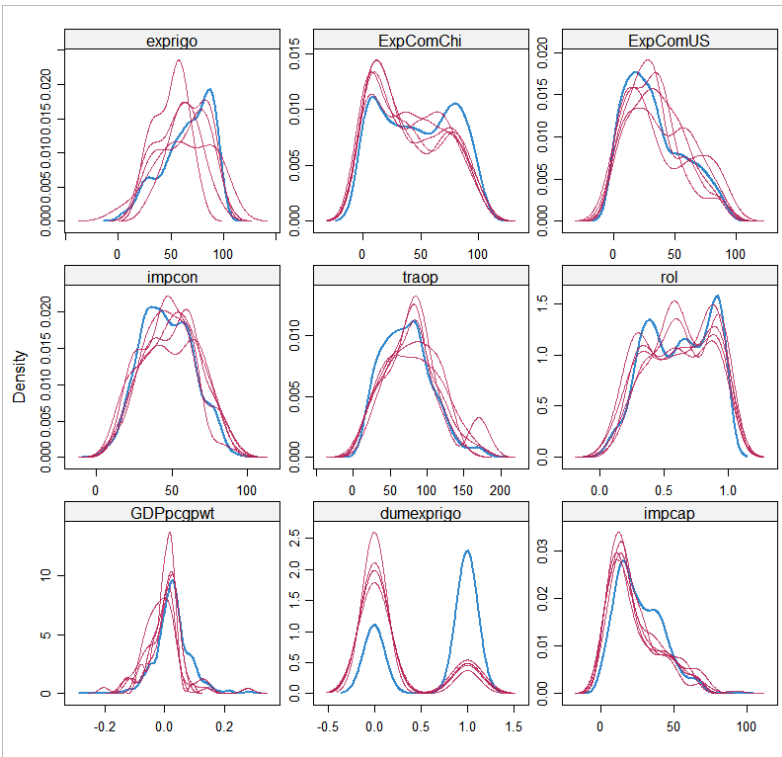 exprigo
ExpComChi
ExpComUS
0.000 0.005 0.010 0.015 0.020
0.000 0.005 0.010 0.015
0.000 0.005 0.010 0.015 0.020
0 50 100
0 50 100
0 50 100
impcon
traop
rol
Density
0.000 0.005 0.010 0.015 0.020
0.000 0.005 0.010
0.0 0.5 1.0 1.5
0 50 100
0 50 100 150 200
0.0 0.5 1.0
GDPpcgpwt
dumexprigo
impcap
0 5 10
0.0 0.5 1.0 1.5 2.0 2.5
0.00 0.01 0.02 0.03
-0.2 0.0 0.2
-0.5 0.0 0.5 1.0 1.5
0 50 100